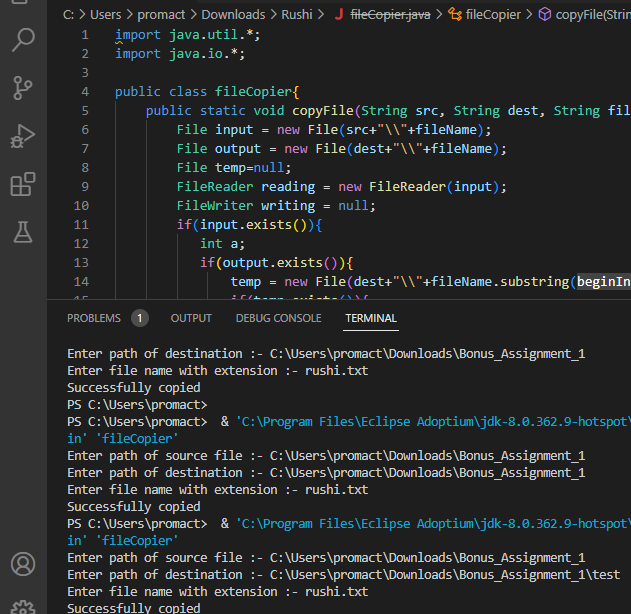 C: > Users > promact > Downloads > Rushi > J fileCopier.java > fileCopier > copyFile(Strin
1 import java.util.*;
2 import java.io.*;
3
4 public class fileCopier{
5 public static void copyFile(String src, String dest, String fil
6 File input = new File(src+"\\"+fileName);
7 File output = new File(dest+"\\"+fileName);
8 File temp=null;
9 FileReader reading = new FileReader(input);
10 FileWriter writing = null;
11 if(input.exists()){
12 int a;
13 if(output.exists()){
14 temp = new File(dest+"\\"+fileName.substring(beginIn
15 if(temp.exists()){
PROBLEMS 1 OUTPUT DEBUG CONSOLE TERMINAL
Enter path of destination :- C:\Users\promact\Downloads\Bonus_Assignment_1
Enter file name with extension :- rushi.txt
Successfully copied
PS C:\Users\promact>
PS C:\Users\promact> & 'C:\Program Files\Eclipse Adoptium\jdk-8.0.362.9-hotspot\
in' 'fileCopier'
Enter path of source file :- C:\Users\promact\Downloads\Bonus_Assignment_1
Enter path of destination :- C:\Users\promact\Downloads\Bonus_Assignment_1
Enter file name with extension :- rushi.txt
Successfully copied
PS C:\Users\promact> & 'C:\Program Files\Eclipse Adoptium\jdk-8.0.362.9-hotspot\
in' 'fileCopier'
Enter path of source file :- C:\Users\promact\Downloads\Bonus_Assignment_1
Enter path of destination :- C:\Users\promact\Downloads\Bonus_Assignment_1\test
Enter file name with extension :- rushi.txt
Successfully copied